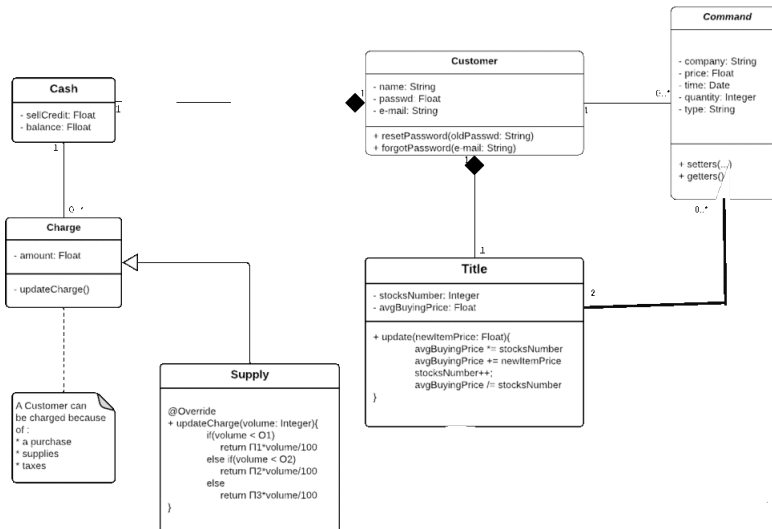 Command
- company: String
- price: Float
- time: Date
- quantity: Integer
- type: String
+ setters(...)
+ getters()
Customer
- name: String
- passwd: Float
- e-mail: String
+ resetPassword(oldPasswd: String)
+ forgotPassword(e-mail: String)
Cash
- sellCredit: Float
- balance: Flloat
1
1
0..*
1
1
1
0..*
0..*
Charge
- amount: Float
- updateCharge()
1
2
Title
- stocksNumber: Integer
- avgBuyingPrice: Float
+ update(newItemPrice: Float){
avgBuyingPrice *= stocksNumber
avgBuyingPrice += newItemPrice
stocksNumber++;
avgBuyingPrice /= stocksNumber
}
Supply
@Override
+ updateCharge(volume: Integer){
if(volume < O1)
return Π1*volume/100
else if(volume < O2)
return Π2*volume/100
else
return Π3*volume/100
}
A Customer can
be charged because
of :
* a purchase
* supplies
* taxes